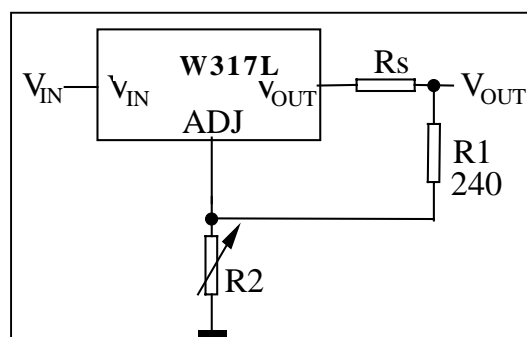 W317L
Rs
V_IN
V_IN
V_OUT
V_OUT
ADJ
R1
240
R2